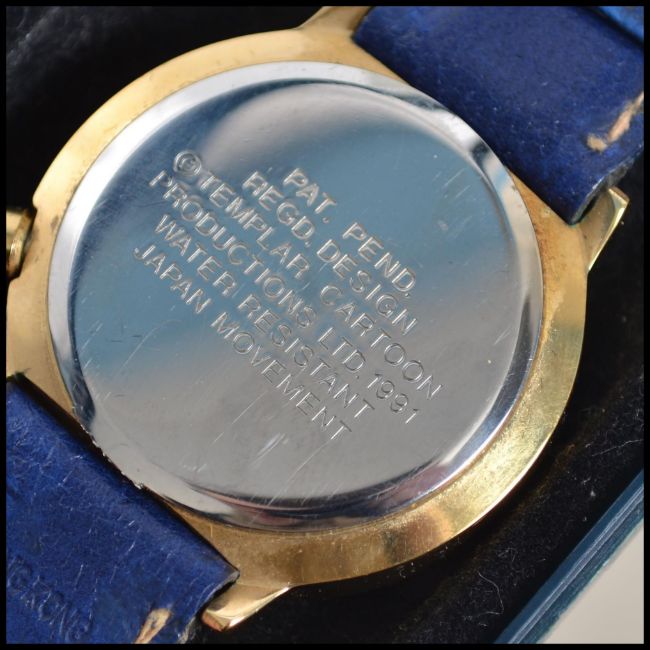 PAT. PEND.
REGD. DESIGN
©TEMPLAR CARTOON
PRODUCTIONS LTD. 1991
WATER RESISTANT
JAPAN MOVEMENT